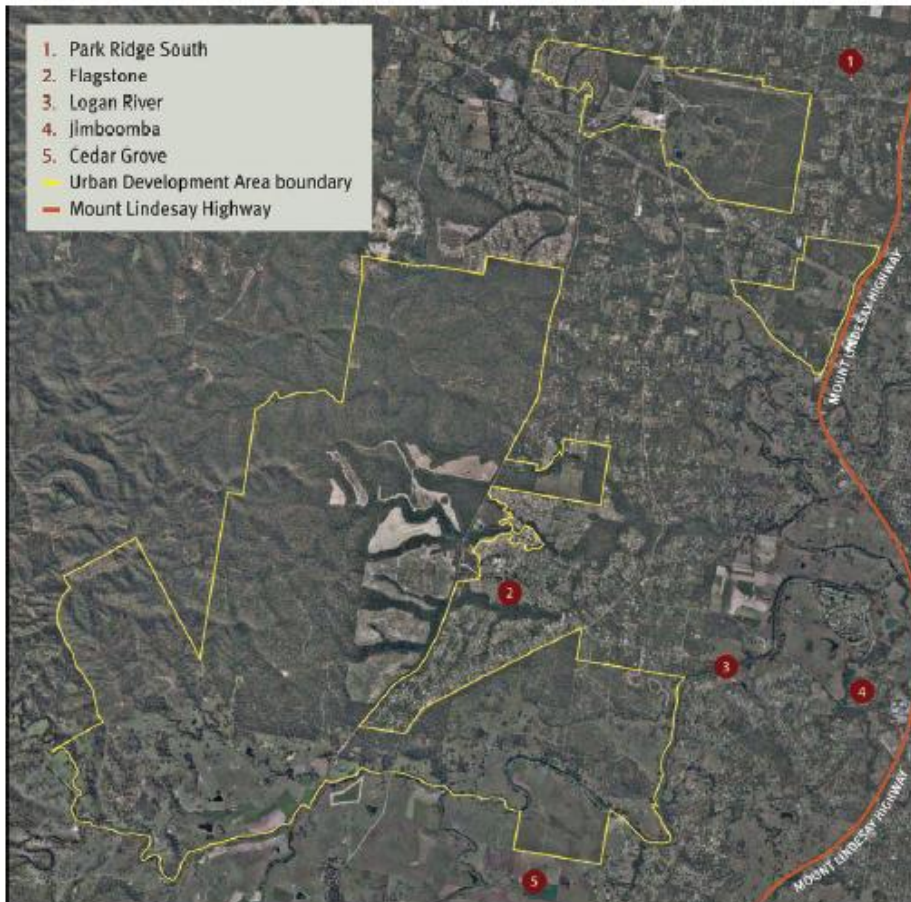 1. Park Ridge South
2. Flagstone
3. Logan River
4. Jimboomba
5. Cedar Grove
Urban Development Area boundary
Mount Lindesay Highway
1
MOUNT LINDESAY HIGHWAY
2
3
4
5
MOUNT LINDESAY HIGHWAY